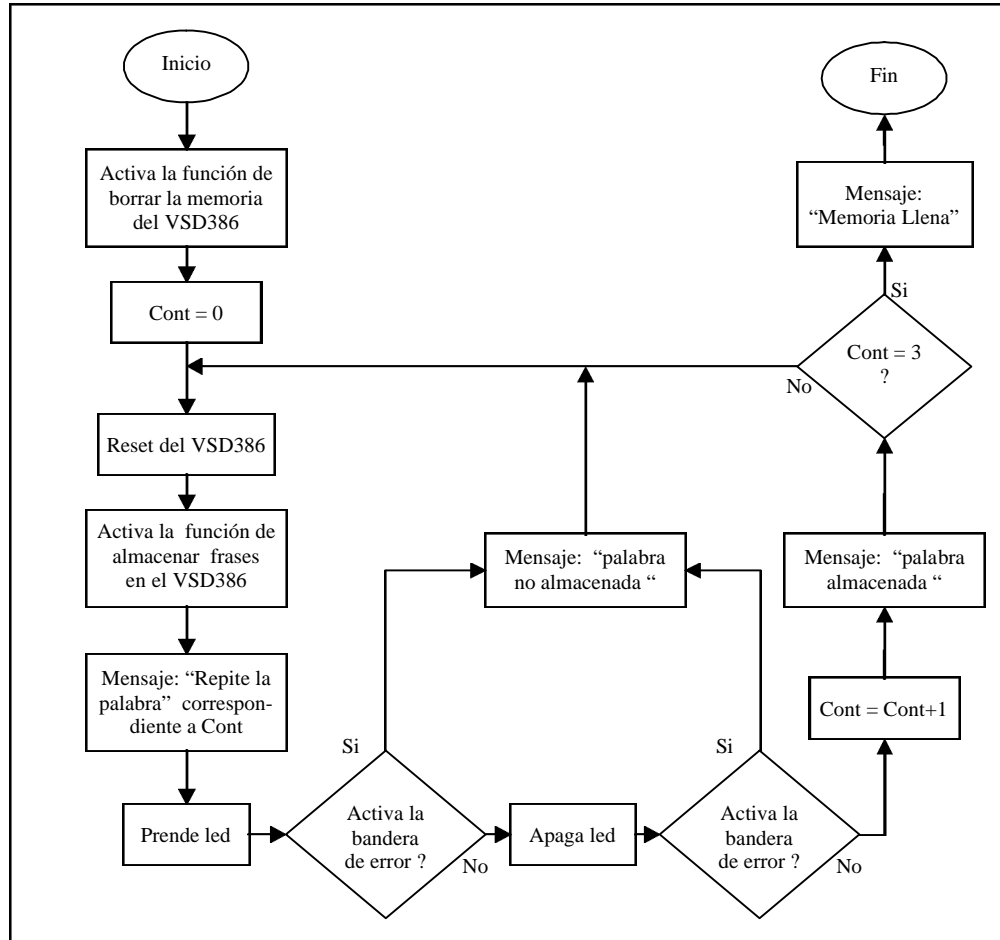 Inicio
Activa la función de
borrar la memoria
del VSD386
Cont = 0
Reset del VSD386
Activa la función de
almacenar frases
en el VSD386
Mensaje: “Repite la
palabra” correspon-
diente a Cont
Prende led
Si
Activa la
bandera
de error ?
No
Mensaje: “palabra
no almacenada “
Apaga led
Si
Activa la
bandera
de error ?
No
Cont = Cont+1
Mensaje: “palabra
almacenada “
Cont = 3
?
No
Si
Mensaje:
“Memoria Llena”
Fin